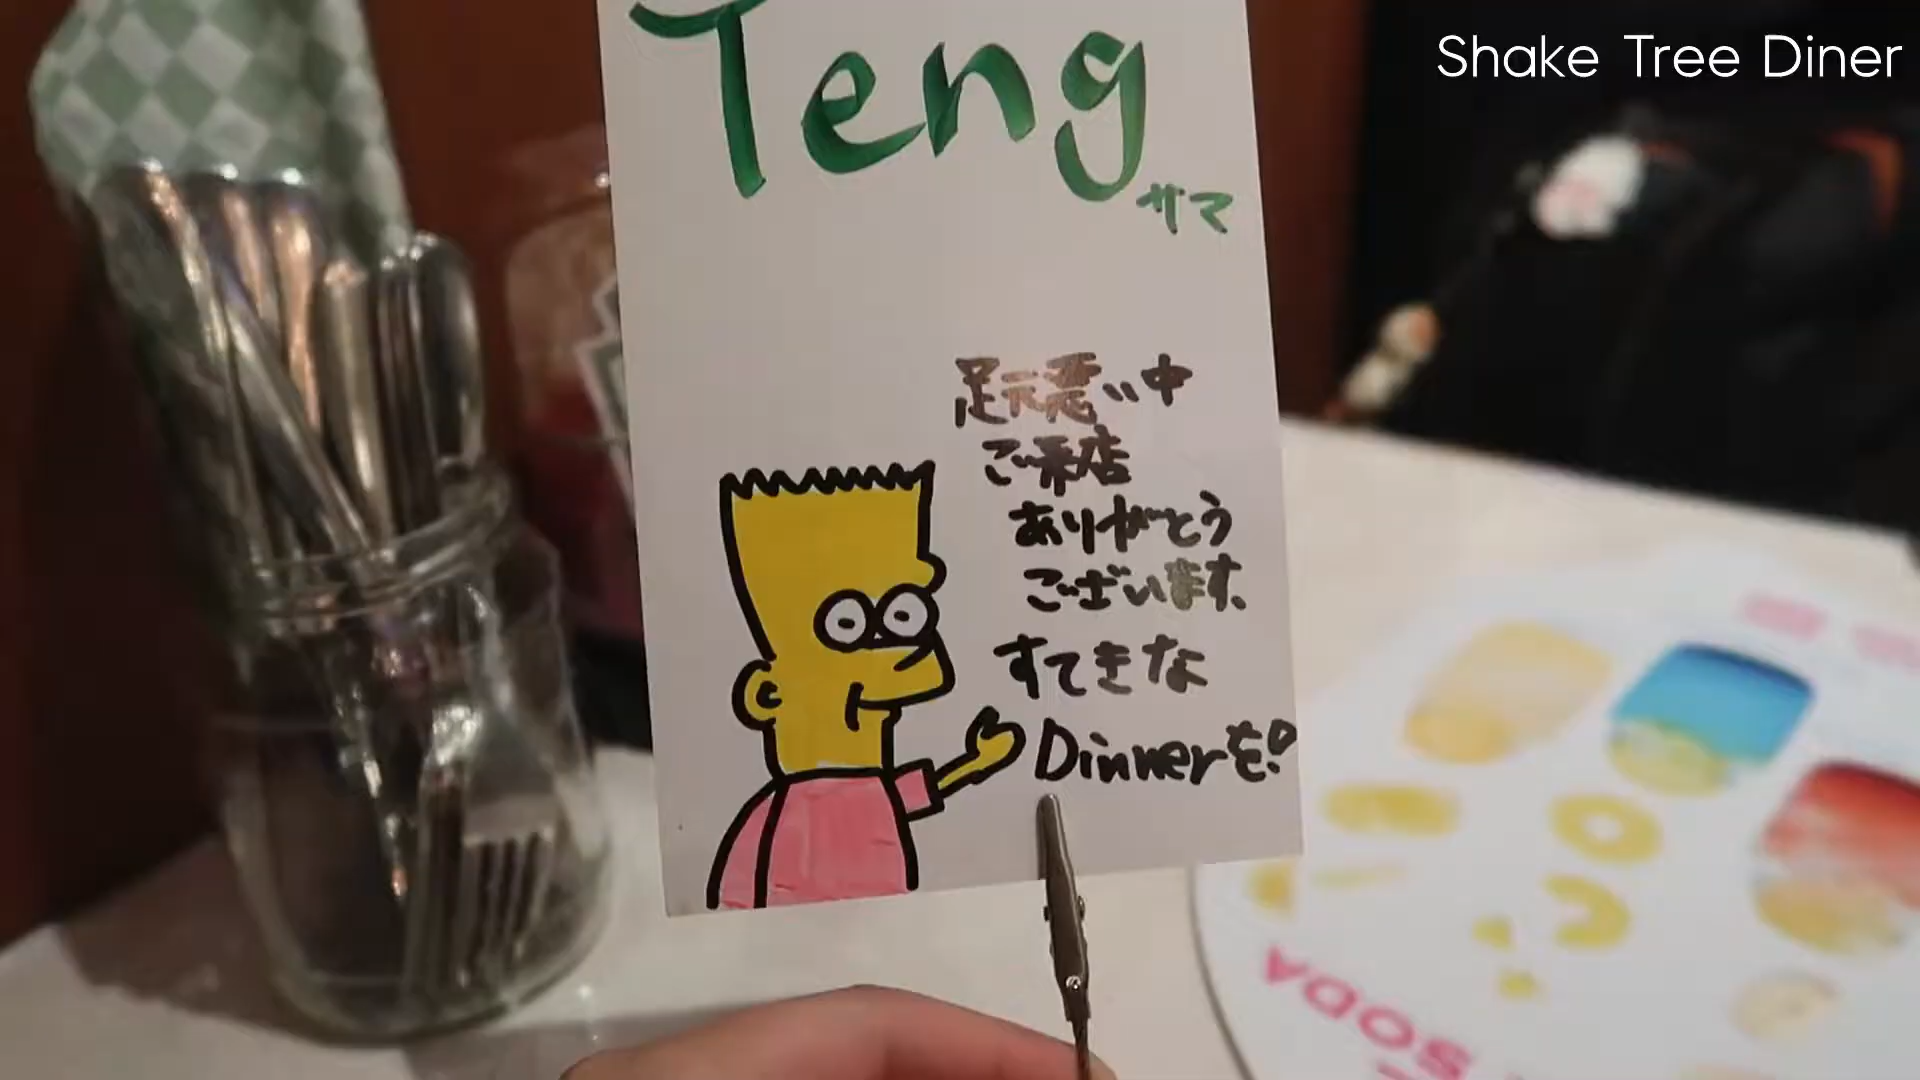 Shake Tree Diner
Teng
サマ
足元悪い中
ご来店
ありがとう
ございます。
すてきな
Dinnerを!
SODA